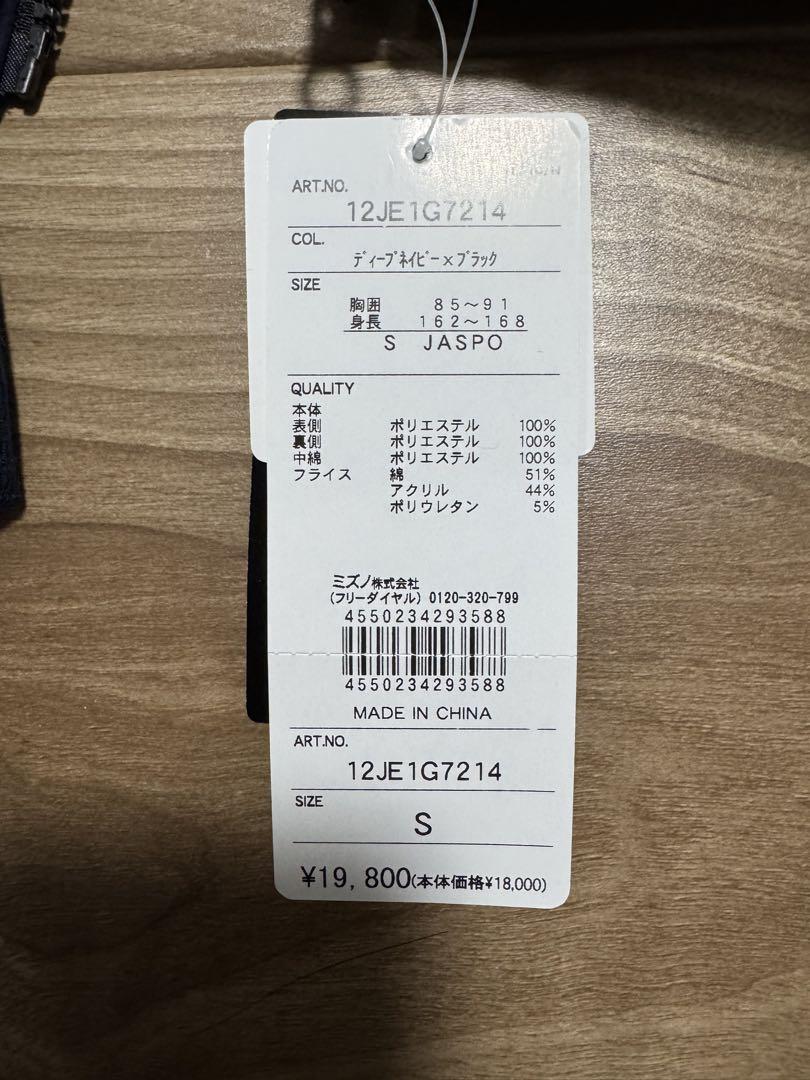 ART.NO.
12JE1G7214
COL.
ﾃﾞｨｰﾌﾟﾈｲﾋﾞｰ×ﾌﾞﾗｯｸ
SIZE
胸囲 85～91
身長 162～168
S JASPO
QUALITY
本体
表側 ポリエステル 100%
裏側 ポリエステル 100%
中綿 ポリエステル 100%
フライス 綿 51%
アクリル 44%
ポリウレタン 5%
ミズノ株式会社
(フリーダイヤル) 0120-320-799
4550234293588
4550234293588
MADE IN CHINA
ART.NO.
12JE1G7214
SIZE
S
¥19,800(本体価格¥18,000)